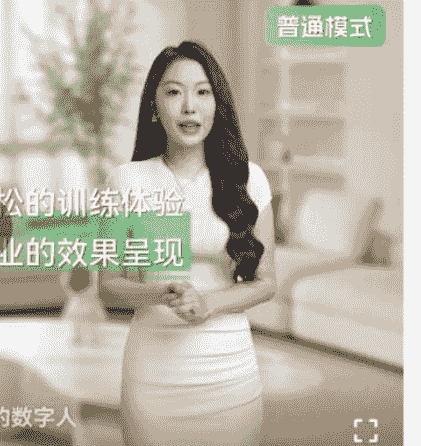 普通模式
松的训练体验
业的效果呈现
的数字人